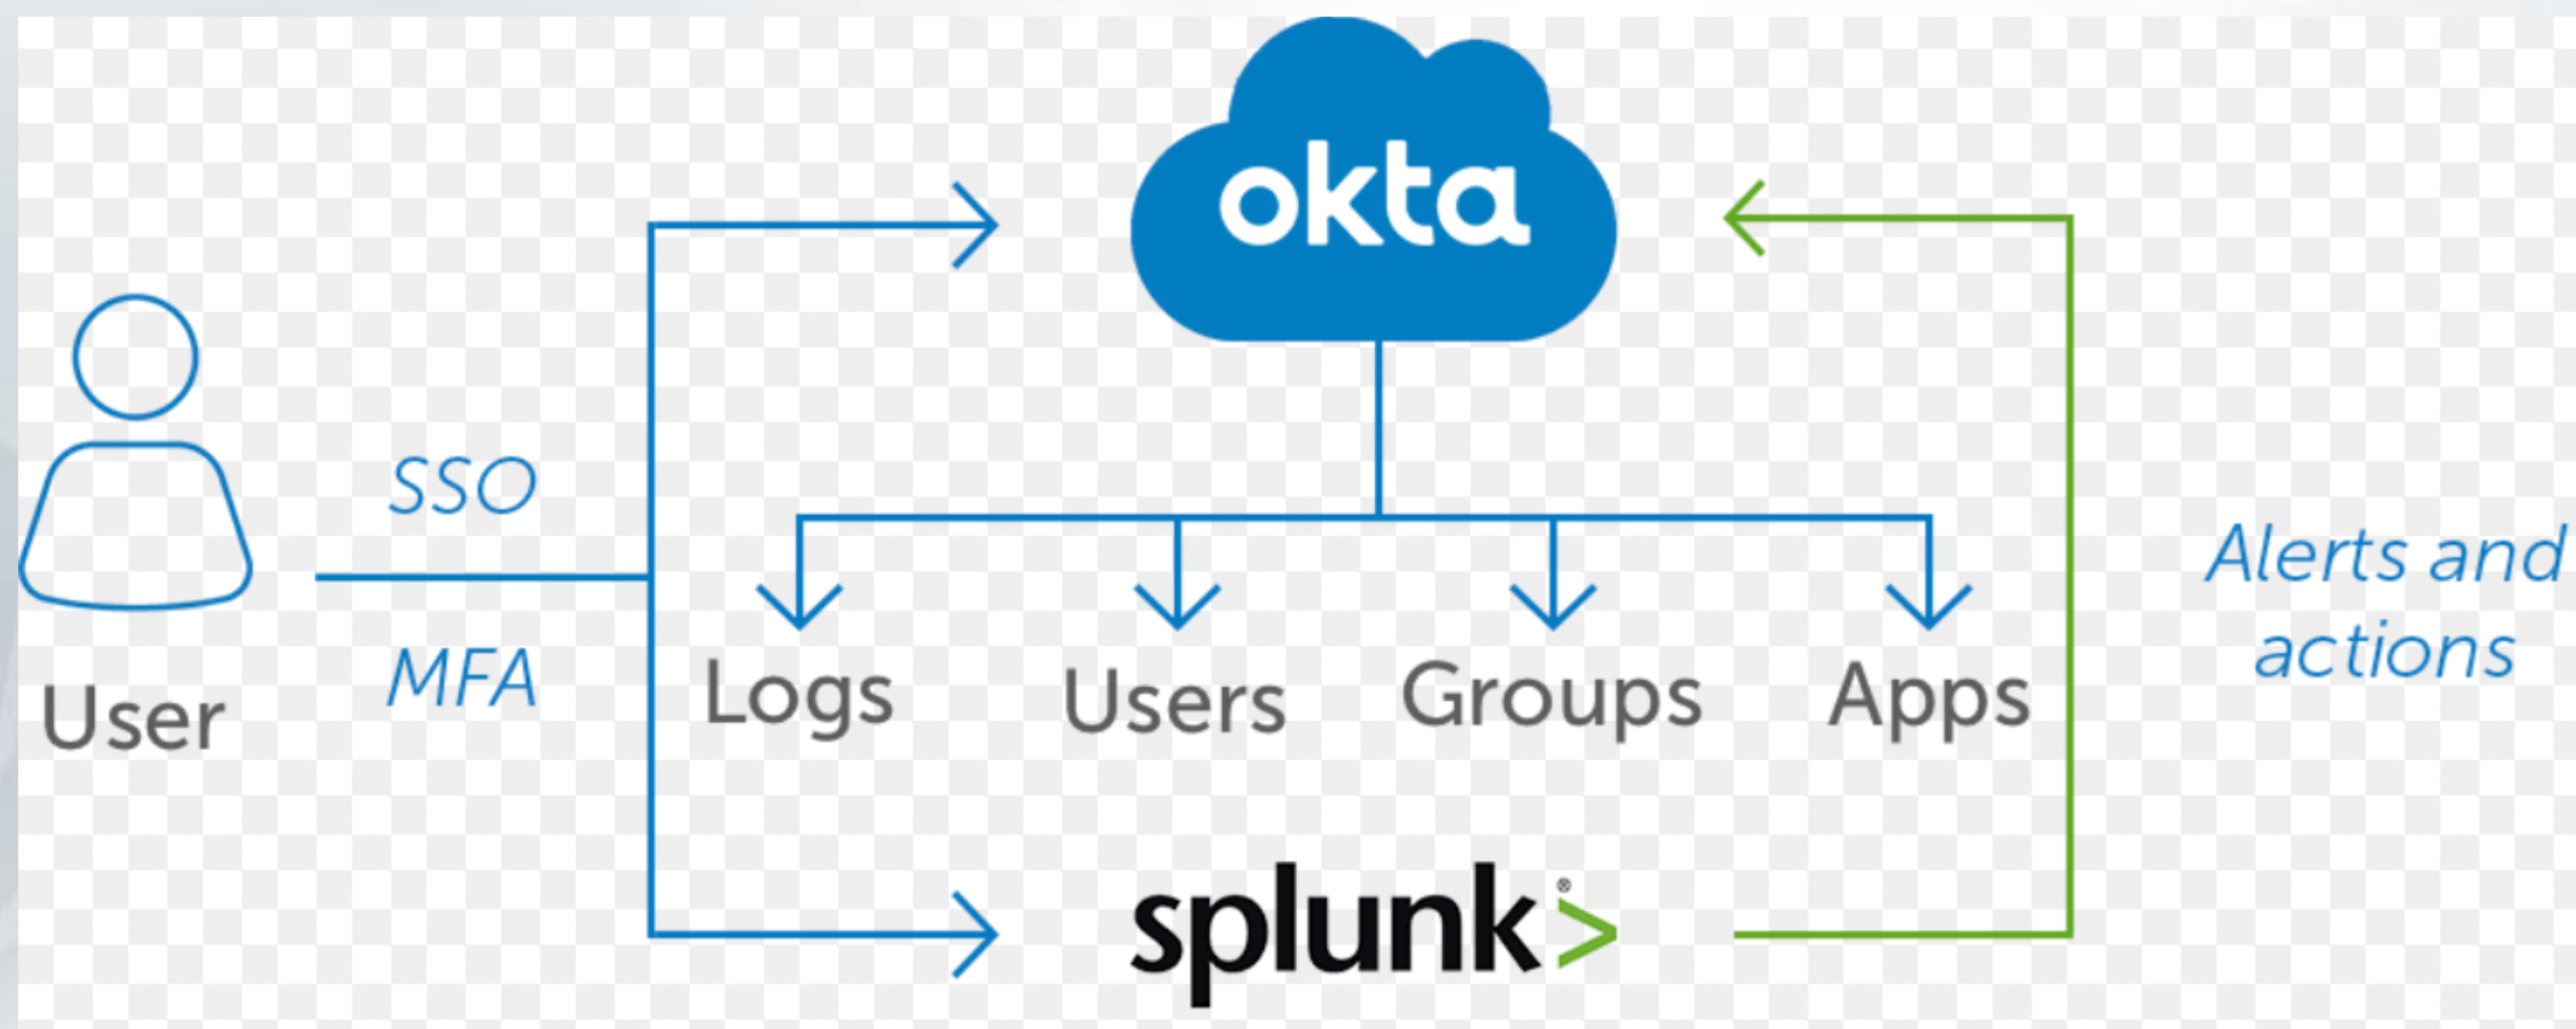 okta
SSO
MFA
User
Logs
Users
Groups
Apps
Alerts and
actions
splunk>®